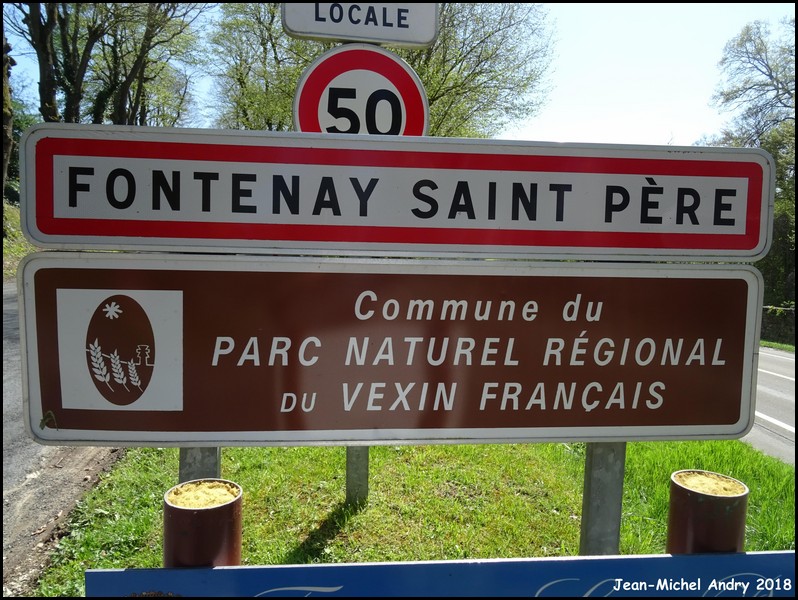 LOCALE
50
FONTENAY SAINT PÈRE
Commune du
PARC NATUREL RÉGIONAL
DU VEXIN FRANÇAIS
Jean-Michel Andry 2018